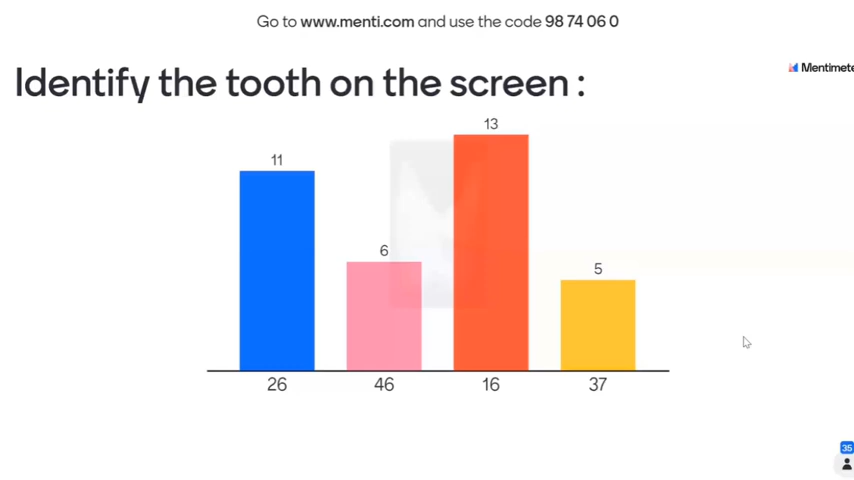 Go to www.menti.com and use the code 98 74 06 0
Identify the tooth on the screen :
Mentimete
13
11
6
5
26 46 16 37
35